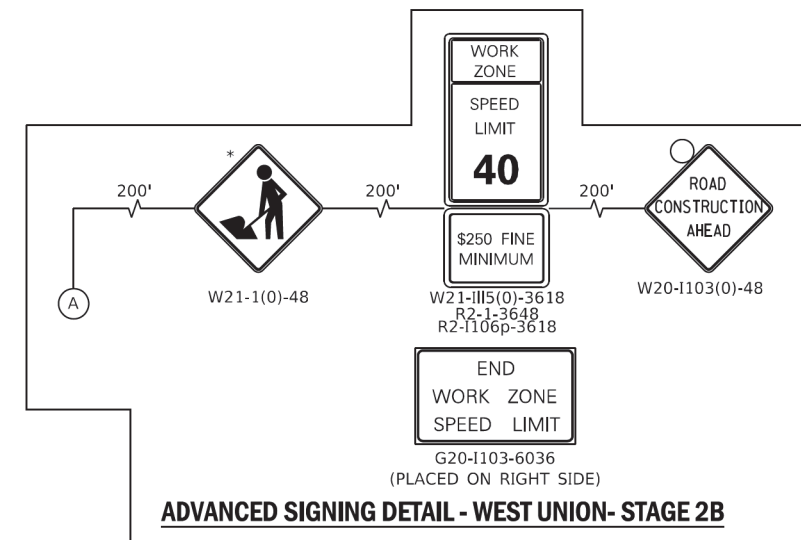 WORK
ZONE
SPEED
LIMIT
40
*
200'
200'
200'
ROAD
CONSTRUCTION
AHEAD
$250 FINE
MINIMUM
A
W21-1(0)-48
W21-III5(0)-3618
R2-1-3648
R2-I106p-3618
W20-I103(0)-48
END
WORK ZONE
SPEED LIMIT
G20-I103-6036
(PLACED ON RIGHT SIDE)
ADVANCED SIGNING DETAIL - WEST UNION- STAGE 2B